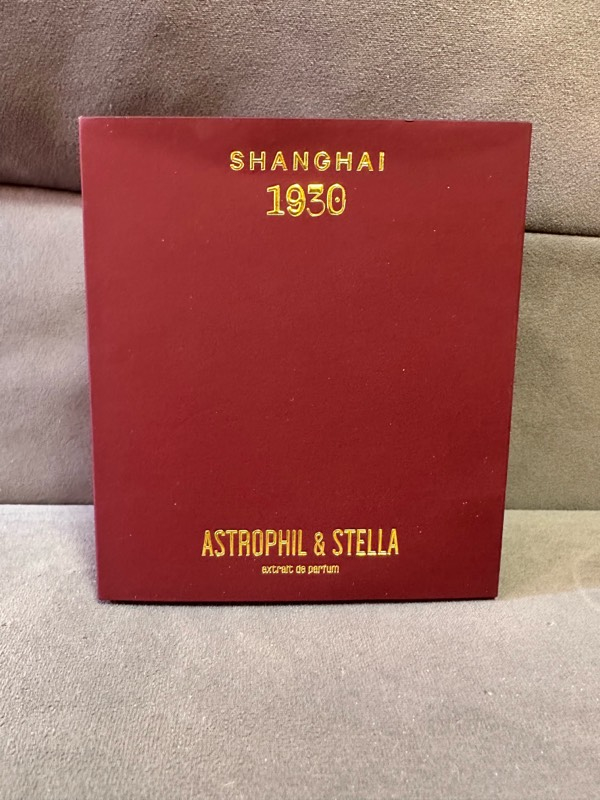 SHANGHAI
1930
ASTROPHIL & STELLA
extrait de parfum